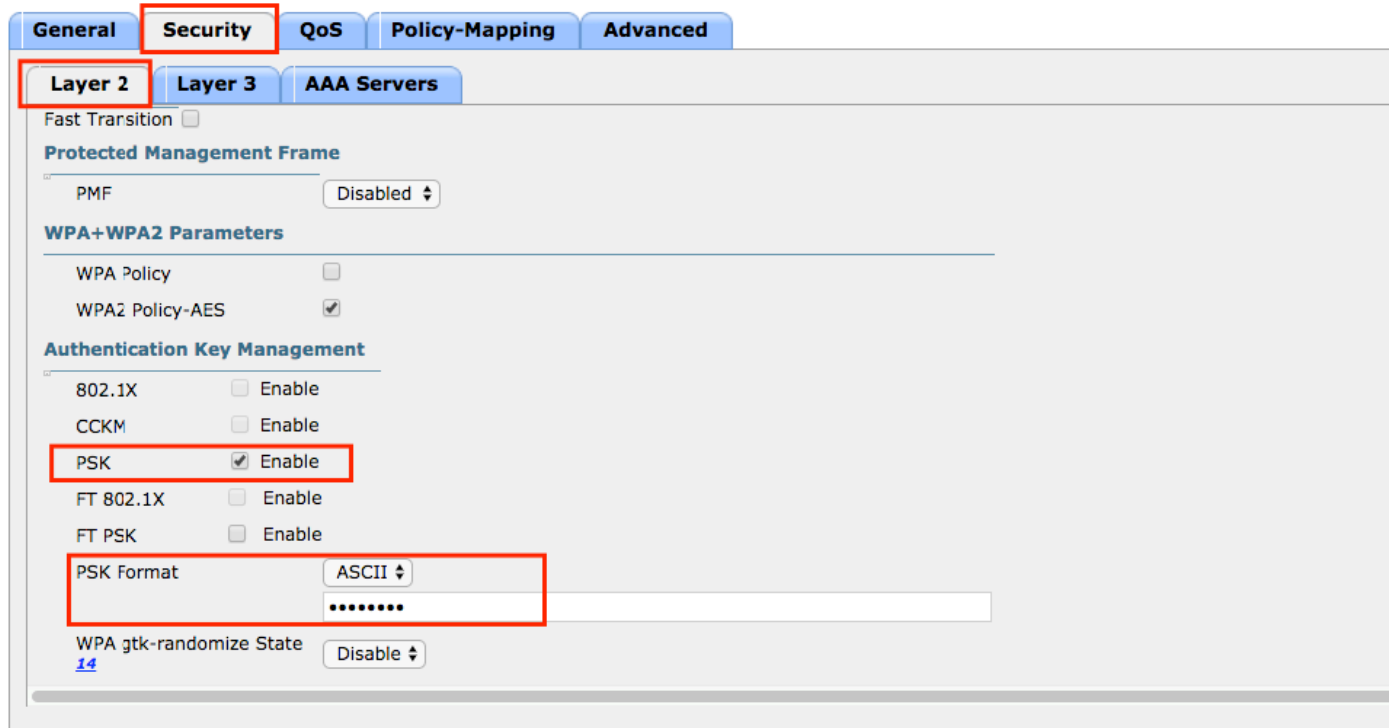 General Security QoS Policy-Mapping Advanced
Layer 2 Layer 3 AAA Servers
Fast Transition
Protected Management Frame
PMF Disabled
WPA+WPA2 Parameters
WPA Policy
WPA2 Policy-AES
Authentication Key Management
802.1X Enable
CCKM Enable
PSK Enable
FT 802.1X Enable
FT PSK Enable
PSK Format ASCII
••••••••
WPA gtk-randomize State Disable
14